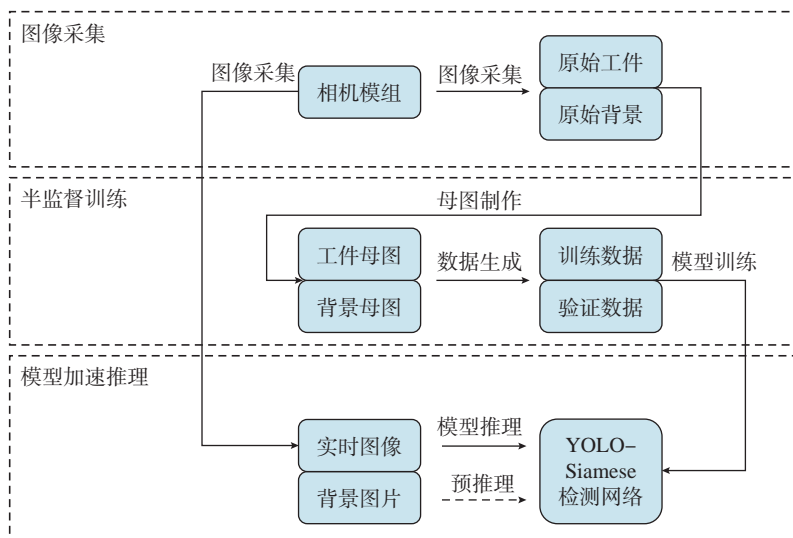 图像采集
图像采集
相机模组
图像采集
原始工件
原始背景
半监督训练
母图制作
工件母图
背景母图
数据生成
训练数据
验证数据
模型训练
模型加速推理
实时图像
背景图片
模型推理
预推理
YOLO–
Siamese
检测网络